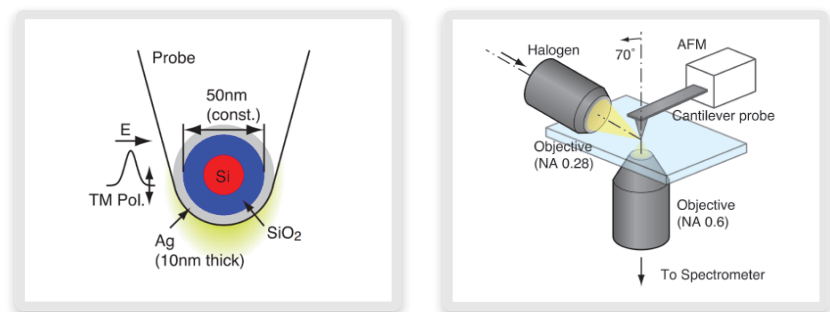 Probe
50nm
(const.)
E
Si
TM Pol.
Ag
(10nm thick)
SiO₂
Halogen
70°
AFM
Cantilever probe
Objective
(NA 0.28)
Objective
(NA 0.6)
To Spectrometer